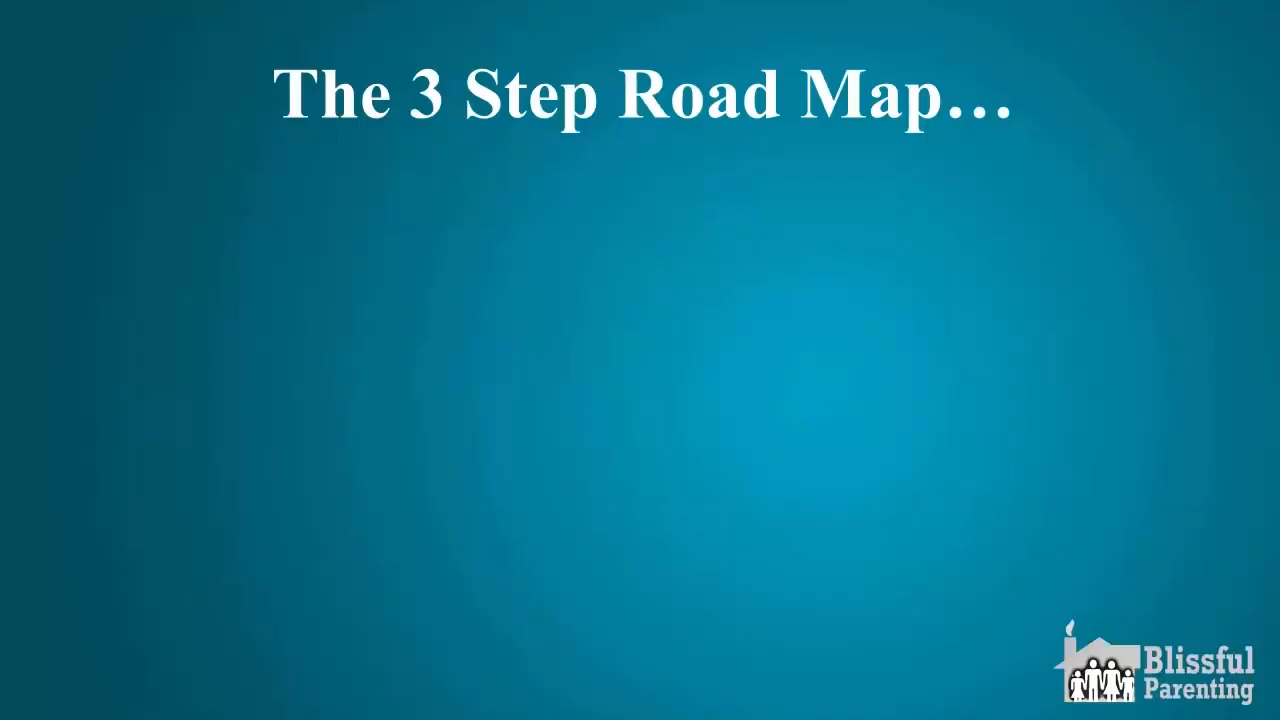 The 3 Step Road Map…
Blissful
Parenting